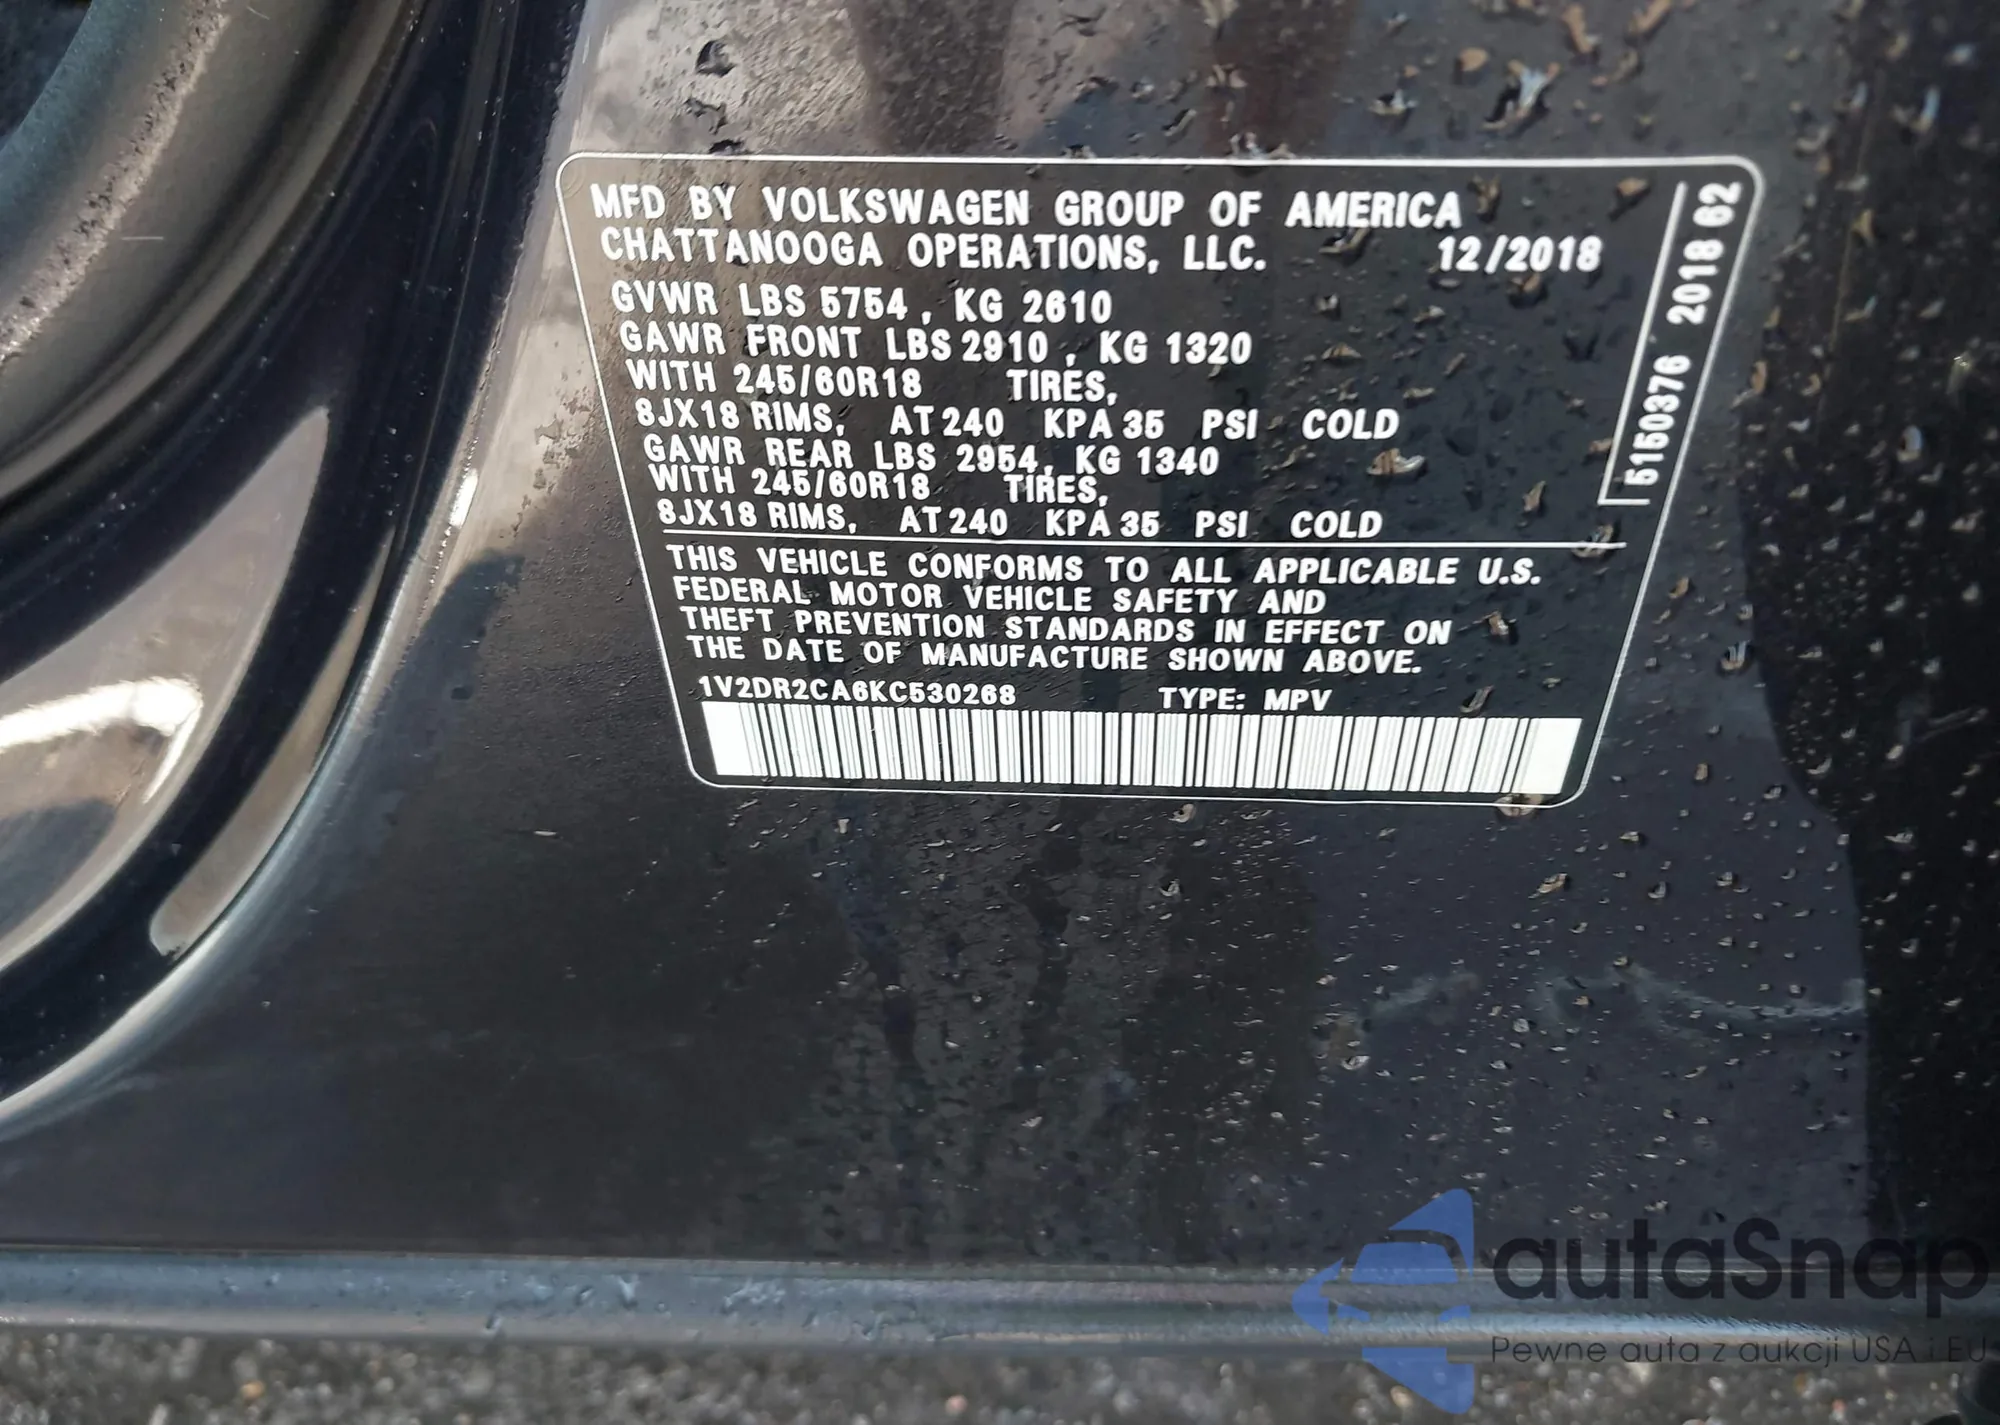 MFD BY VOLKSWAGEN GROUP OF AMERICA
CHATTANOOGA OPERATIONS, LLC. 12/2018
GVWR LBS 5754, KG 2610
GAWR FRONT LBS 2910, KG 1320
WITH 245/60R18 TIRES,
8JX18 RIMS, AT 240 KPA 35 PSI COLD
GAWR REAR LBS 2954, KG 1340
WITH 245/60R18 TIRES,
8JX18 RIMS, AT 240 KPA 35 PSI COLD
THIS VEHICLE CONFORMS TO ALL APPLICABLE U.S.
FEDERAL MOTOR VEHICLE SAFETY AND
THEFT PREVENTION STANDARDS IN EFFECT ON
THE DATE OF MANUFACTURE SHOWN ABOVE.
1V2DR2CA6KC530268 TYPE: MPV
5150376 2018 62
autaSnap
Pewne auta z aukcji USA i EU